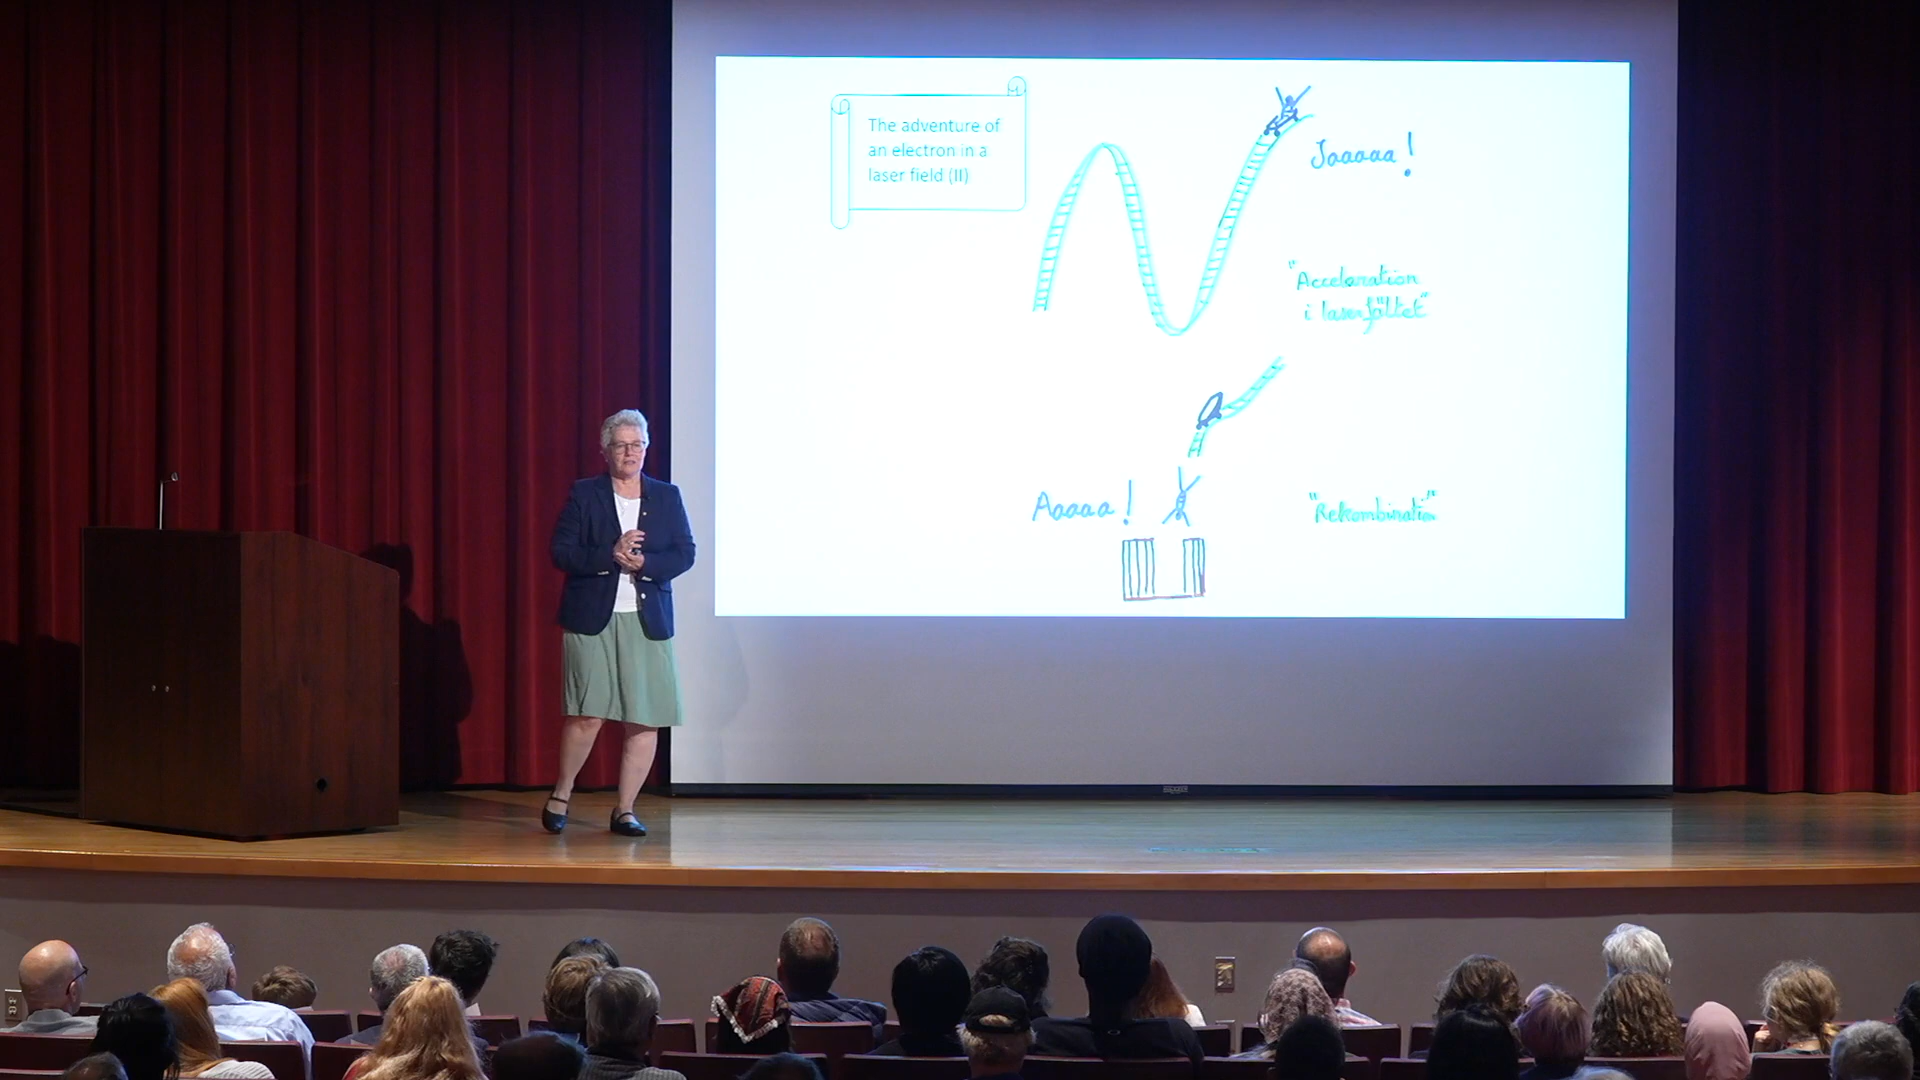 The adventure of
an electron in a
laser field (II)
Jaaaaa!
"Acceleration
i laserfältet"
Aaaaa!
"Rekombination"